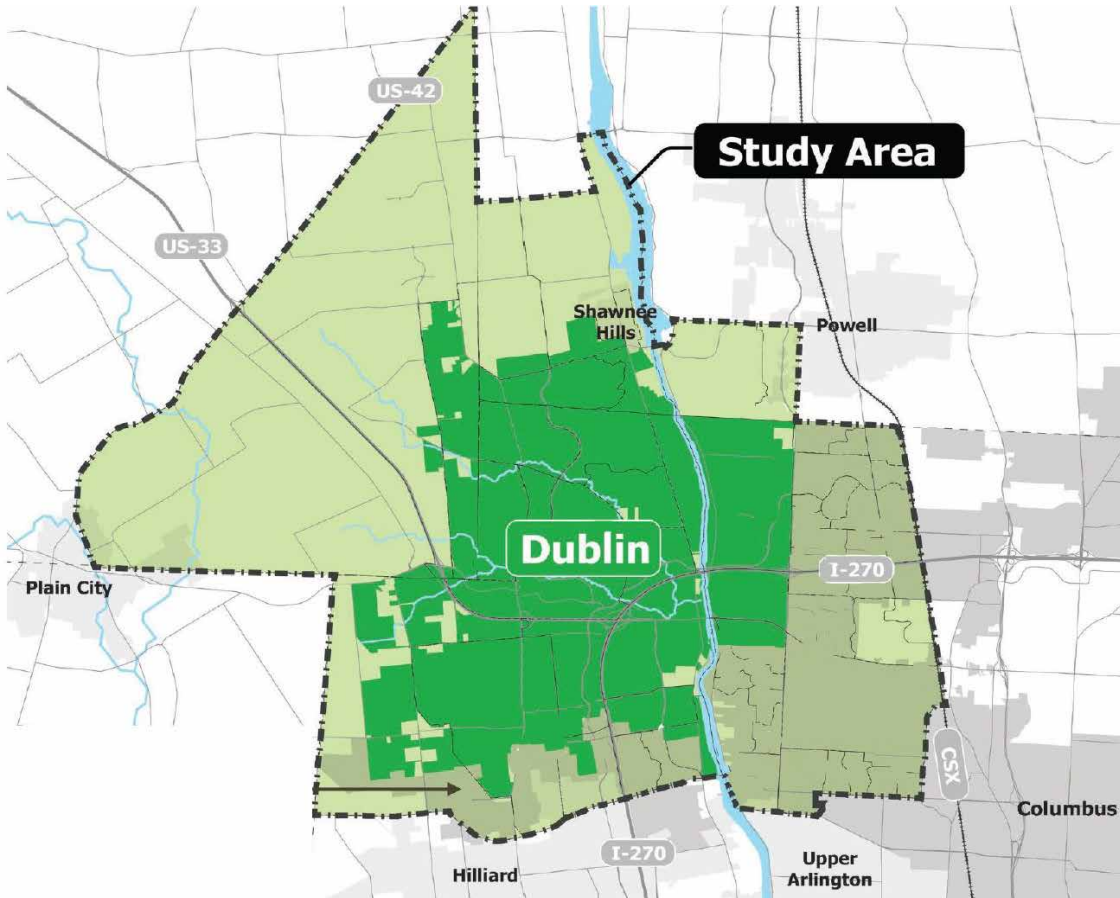 US-42
Study Area
US-33
Shawnee
Hills
Powell
Dublin
I-270
Plain City
CSX
Columbus
I-270
Hilliard
Upper
Arlington